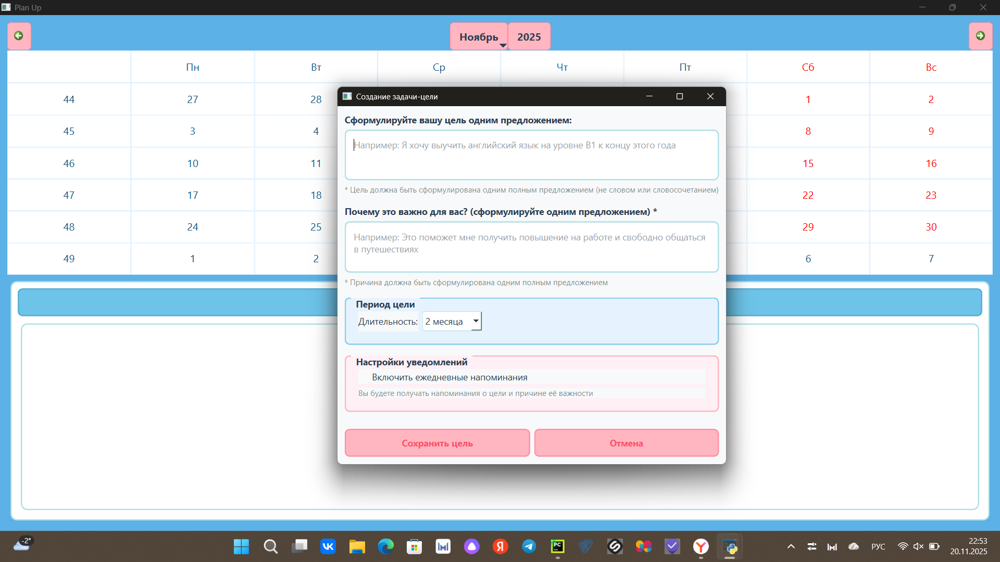 Plan Up
Ноябрь 2025
Пн Вт Ср Чт Пт Сб Вс
44 27 28 1 2
45 3 4 8 9
46 10 11 15 16
47 17 18 22 23
48 24 25 29 30
49 1 2 6 7
Создание задачи-цели
Сформулируйте вашу цель одним предложением:
Например: Я хочу выучить английский язык на уровне B1 к концу этого года
* Цель должна быть сформулирована одним полным предложением (не словом или словосочетанием)
Почему это важно для вас? (сформулируйте одним предложением) *
Например: Это поможет мне получить повышение на работе и свободно общаться
в путешествиях
* Причина должна быть сформулирована одним полным предложением
Период цели
Длительность: 2 месяца
Настройки уведомлений
Включить ежедневные напоминания
Вы будете получать напоминания о цели и причине её важности
Сохранить цель Отмена
-2°
PC
РУС
22:53
20.11.2025